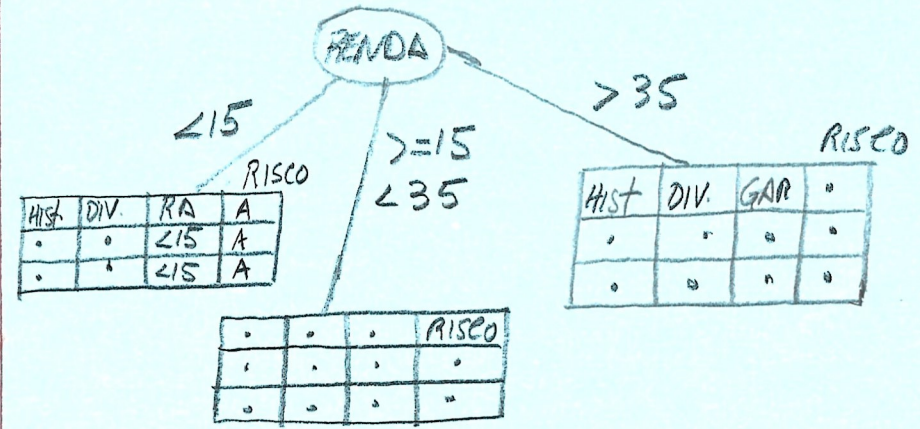 RENDA
<15
>=15
<35
>35
RISCO
Hist DIV. RA A
. . <15 A
. . <15 A
RISCO
Hist DIV. GAR .
. . . .
. . . .
. . . RISCO
. . . .
. . . .